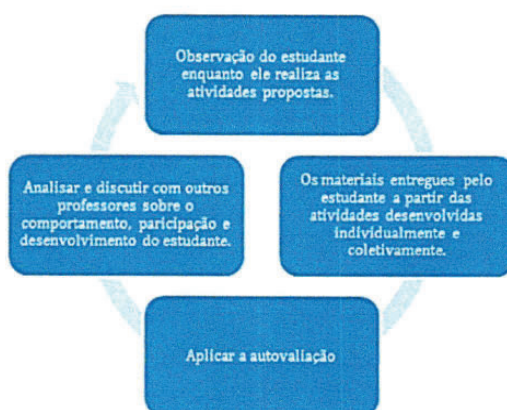 Observação do estudante
enquanto ele realiza as
atividades propostas.
Os materiais entregues pelo
estudante a partir das
atividades desenvolvidas
individualmente e
coletivamente.
Aplicar a autovaliação
Analisar e discutir com outros
professores sobre o
comportamento, paricipação e
desenvolvimento do estudante.